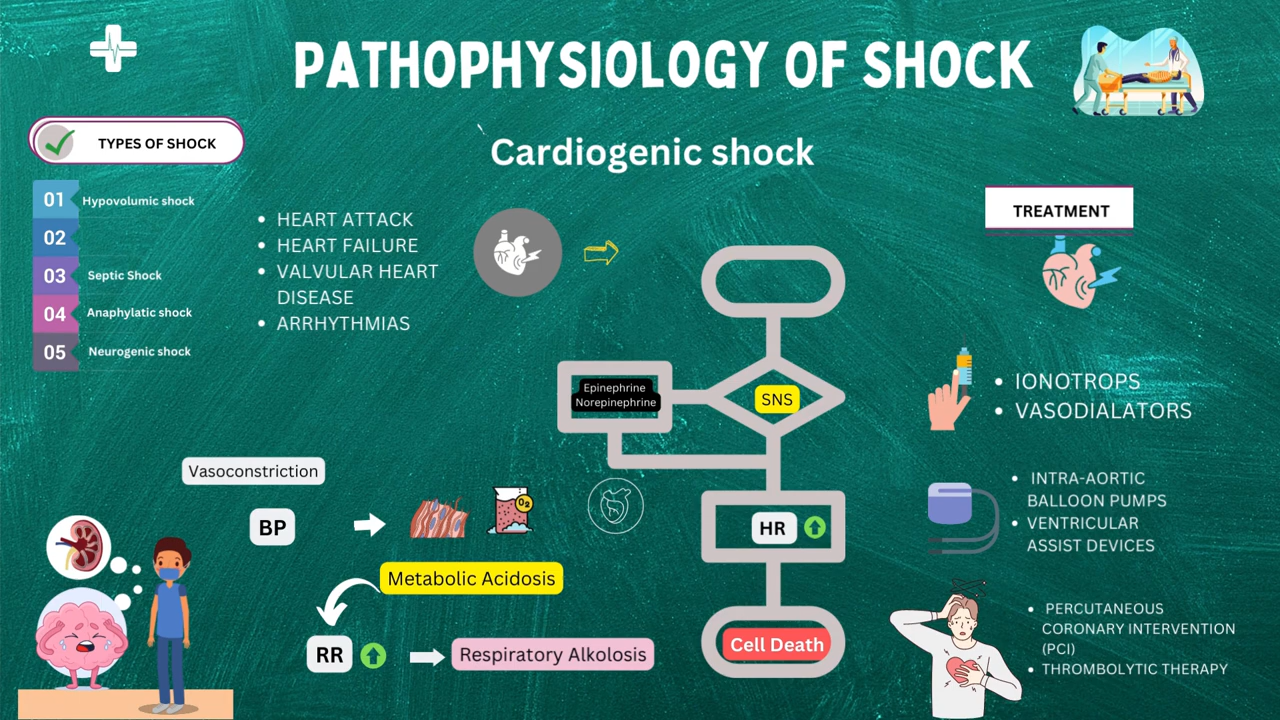 PATHOPHYSIOLOGY OF SHOCK
Cardiogenic shock
TYPES OF SHOCK
01 Hypovolumic shock
02
03 Septic Shock
04 Anaphylatic shock
05 Neurogenic shock
• HEART ATTACK
• HEART FAILURE
• VALVULAR HEART
DISEASE
• ARRHYTHMIAS
Epinephrine
Norepinephrine
SNS
HR
Cell Death
Vasoconstriction
BP
O2
Metabolic Acidosis
RR
Respiratory Alkolosis
TREATMENT
• IONOTROPS
• VASODIALATORS
• INTRA-AORTIC
BALLOON PUMPS
• VENTRICULAR
ASSIST DEVICES
• PERCUTANEOUS
CORONARY INTERVENTION
(PCI)
• THROMBOLYTIC THERAPY